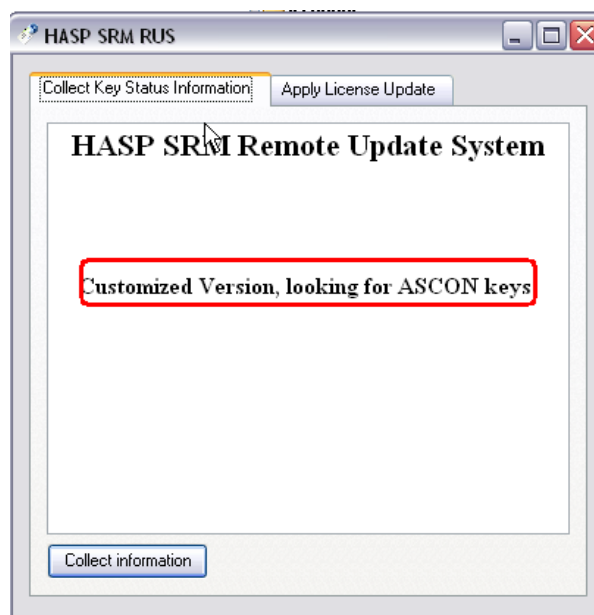 HASP SRM RUS
Collect Key Status Information
Apply License Update
HASP SRM Remote Update System
Customized Version, looking for ASCON keys
Collect information